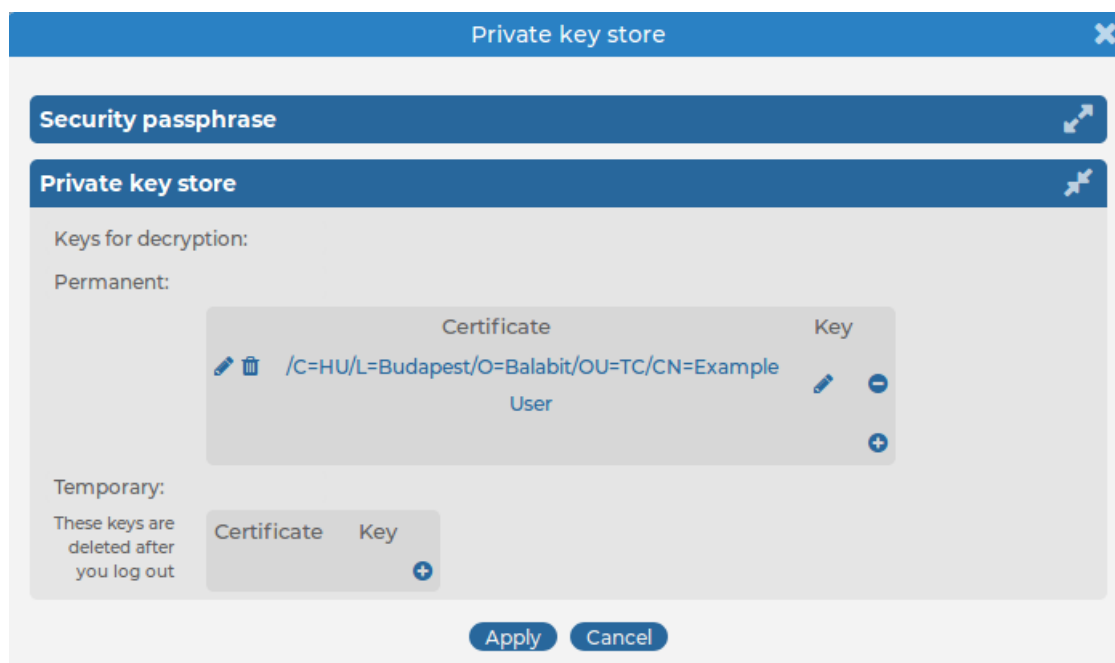 Private key store
Security passphrase
Private key store
Keys for decryption:
Permanent:
Certificate Key
/C=HU/L=Budapest/O=Balabit/OU=TC/CN=Example
User
Temporary:
These keys are
deleted after
you log out
Certificate Key
Apply Cancel